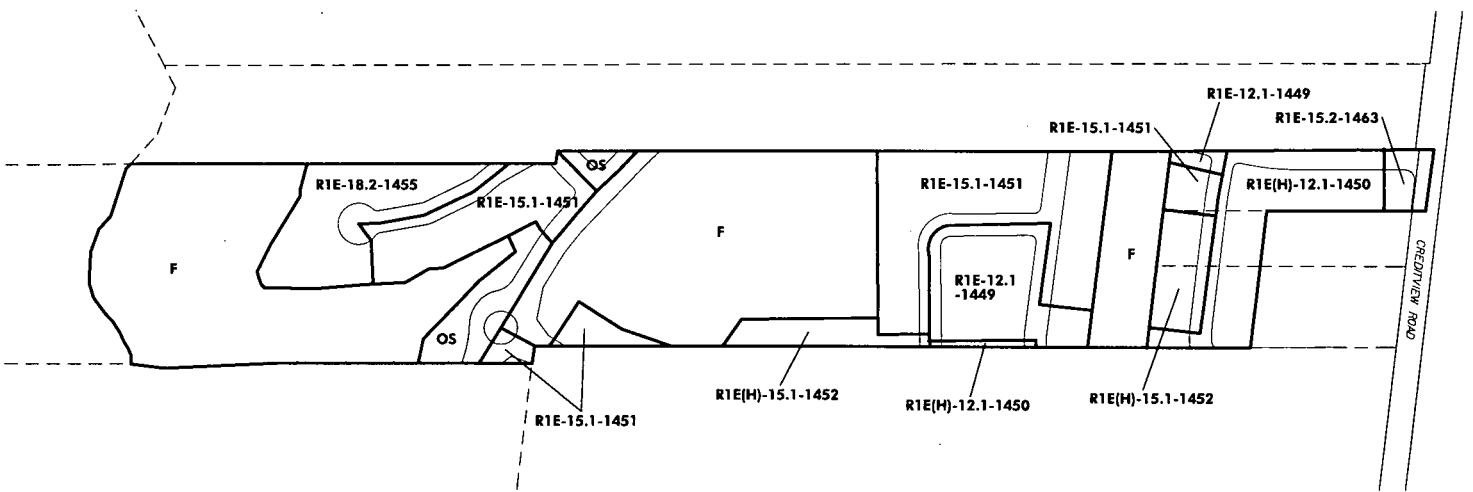 R1E-12.1-1449
R1E-15.2-1463
R1E-15.1-1451
OS
R1E-18.2-1455
R1E-15.1-1451
R1E-15.1-1451
R1E(H)-12.1-1450
F
F
F
R1E-12.1
-1449
CREDITVIEW ROAD
OS
R1E(H)-15.1-1452
R1E(H)-12.1-1450
R1E(H)-15.1-1452
R1E-15.1-1451